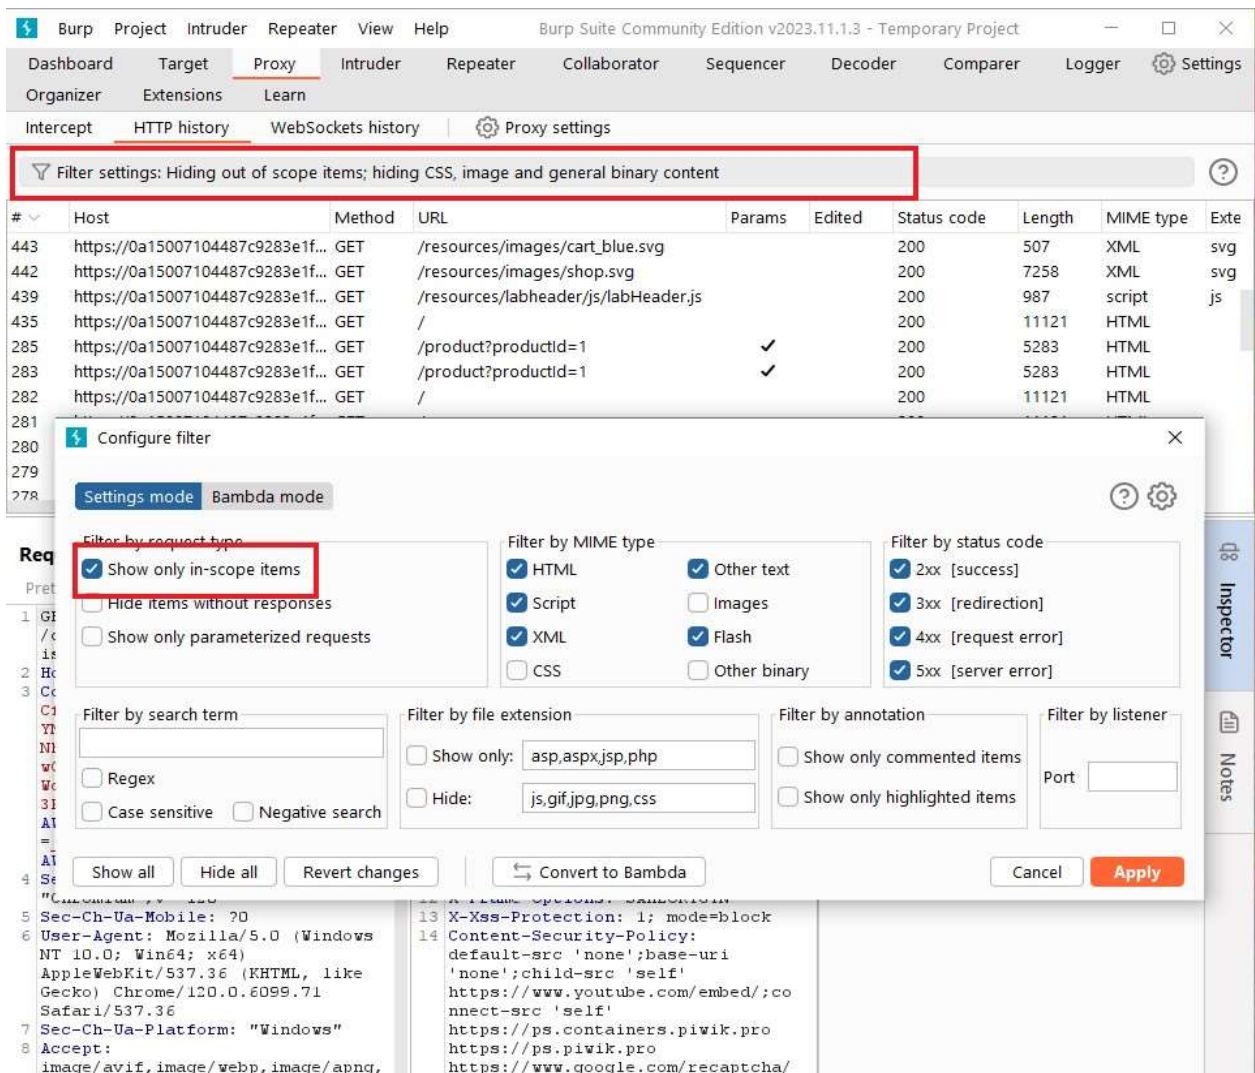 Burp Project Intruder Repeater View Help Burp Suite Community Edition v2023.11.1.3 - Temporary Project
Dashboard Target Proxy Intruder Repeater Collaborator Sequencer Decoder Comparer Logger Settings
Organizer Extensions Learn
Intercept HTTP history WebSockets history Proxy settings
Filter settings: Hiding out of scope items; hiding CSS, image and general binary content
# Host Method URL Params Edited Status code Length MIME type Exte
443 https://0a15007104487c9283e1f... GET /resources/images/cart_blue.svg 200 507 XML svg
442 https://0a15007104487c9283e1f... GET /resources/images/shop.svg 200 7258 XML svg
439 https://0a15007104487c9283e1f... GET /resources/labheader/js/labHeader.js 200 987 script js
435 https://0a15007104487c9283e1f... GET / 200 11121 HTML
285 https://0a15007104487c9283e1f... GET /product?productId=1 ✓ 200 5283 HTML
283 https://0a15007104487c9283e1f... GET /product?productId=1 ✓ 200 5283 HTML
282 https://0a15007104487c9283e1f... GET / 200 11121 HTML
281
280
279
278
Configure filter
Settings mode Bambda mode
Filter by request type Filter by MIME type Filter by status code
Show only in-scope items HTML Other text 2xx [success]
Hide items without responses Script Images 3xx [redirection]
Show only parameterized requests XML Flash 4xx [request error]
CSS Other binary 5xx [server error]
Filter by search term Filter by file extension Filter by annotation Filter by listener
Show only: asp,aspx,jsp,php Show only commented items
Regex Port
Hide: js,gif,jpg,png,css Show only highlighted items
Case sensitive Negative search
Show all Hide all Revert changes Convert to Bambda Cancel Apply
Req
Inspector
Notes
5 Sec-Ch-Ua-Mobile: ?0
6 User-Agent: Mozilla/5.0 (Windows
NT 10.0; Win64; x64)
AppleWebKit/537.36 (KHTML, like
Gecko) Chrome/120.0.6099.71
Safari/537.36
7 Sec-Ch-Ua-Platform: "Windows"
8 Accept:
image/avif,image/webp,image/apng,
13 X-Xss-Protection: 1; mode=block
14 Content-Security-Policy:
default-src 'none';base-uri
'none';child-src 'self'
https://www.youtube.com/embed/;co
nnect-src 'self'
https://ps.containers.piwik.pro
https://ps.piwik.pro
https://www.google.com/recaptcha/